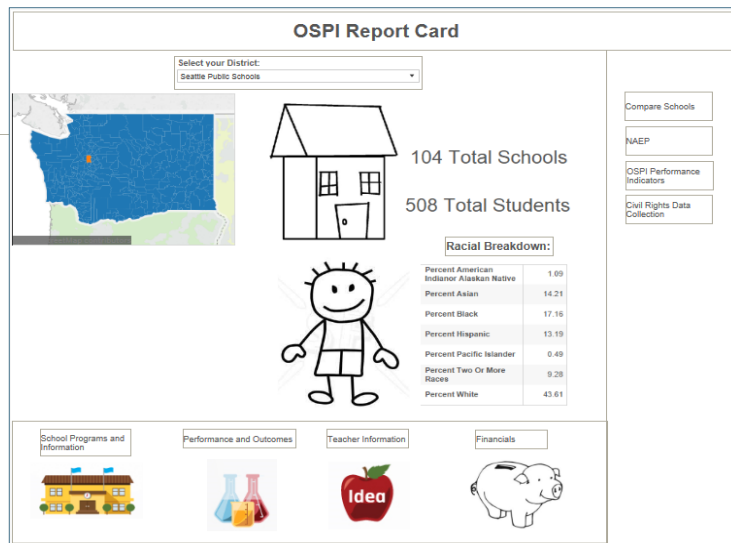 OSPI Report Card
Select your District:
Seattle Public Schools
Compare Schools
NAEP
OSPI Performance
Indicators
Civil Rights Data
Collection
104 Total Schools
508 Total Students
Racial Breakdown:
Percent American
Indianor Alaskan Native 1.09
Percent Asian 14.21
Percent Black 17.16
Percent Hispanic 13.19
Percent Pacific Islander 0.49
Percent Two Or More
Races 9.28
Percent White 43.61
School Programs and
Information
Performance and Outcomes
Teacher Information
Financials
Idea